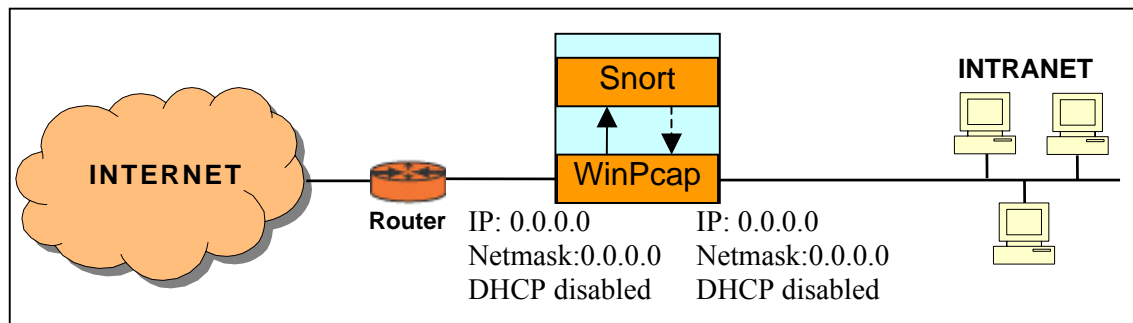 Snort
INTRANET
INTERNET
WinPcap
Router
IP: 0.0.0.0
Netmask:0.0.0.0
DHCP disabled
IP: 0.0.0.0
Netmask:0.0.0.0
DHCP disabled